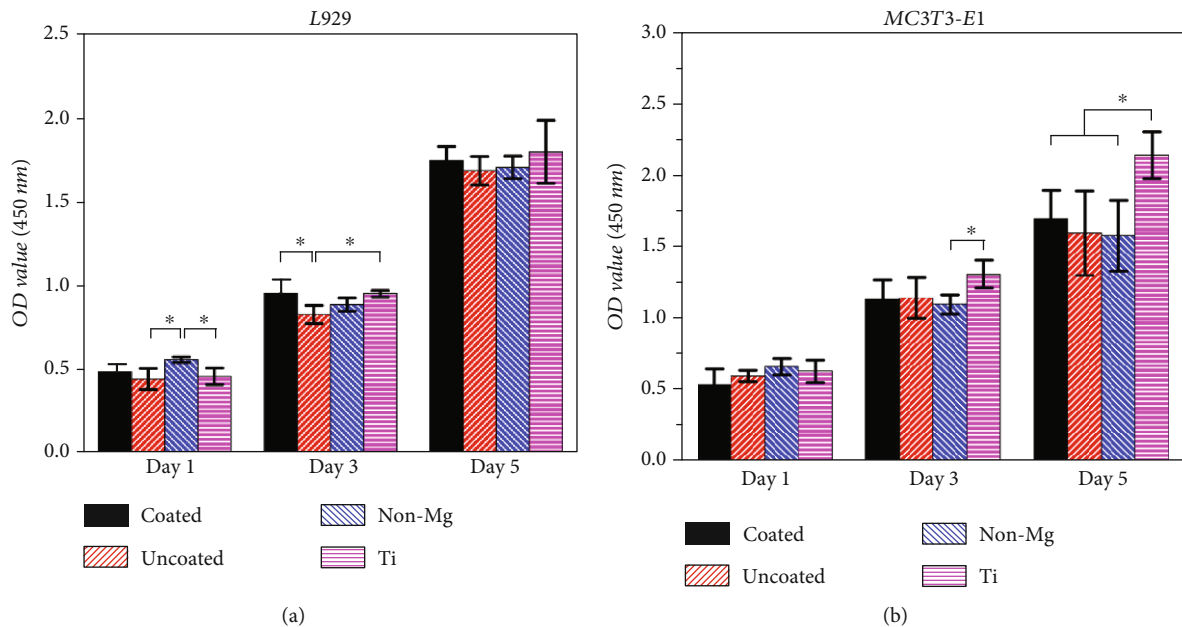 L929
2.5
2.0
1.5
1.0
0.5
0.0
OD value (450 nm)
* * * *
Day 1 Day 3 Day 5
Coated Non-Mg
Uncoated Ti
(a)
MC3T3-E1
3.0
2.5
2.0
1.5
1.0
0.5
0.0
OD value (450 nm)
* *
Day 1 Day 3 Day 5
Coated Non-Mg
Uncoated Ti
(b)